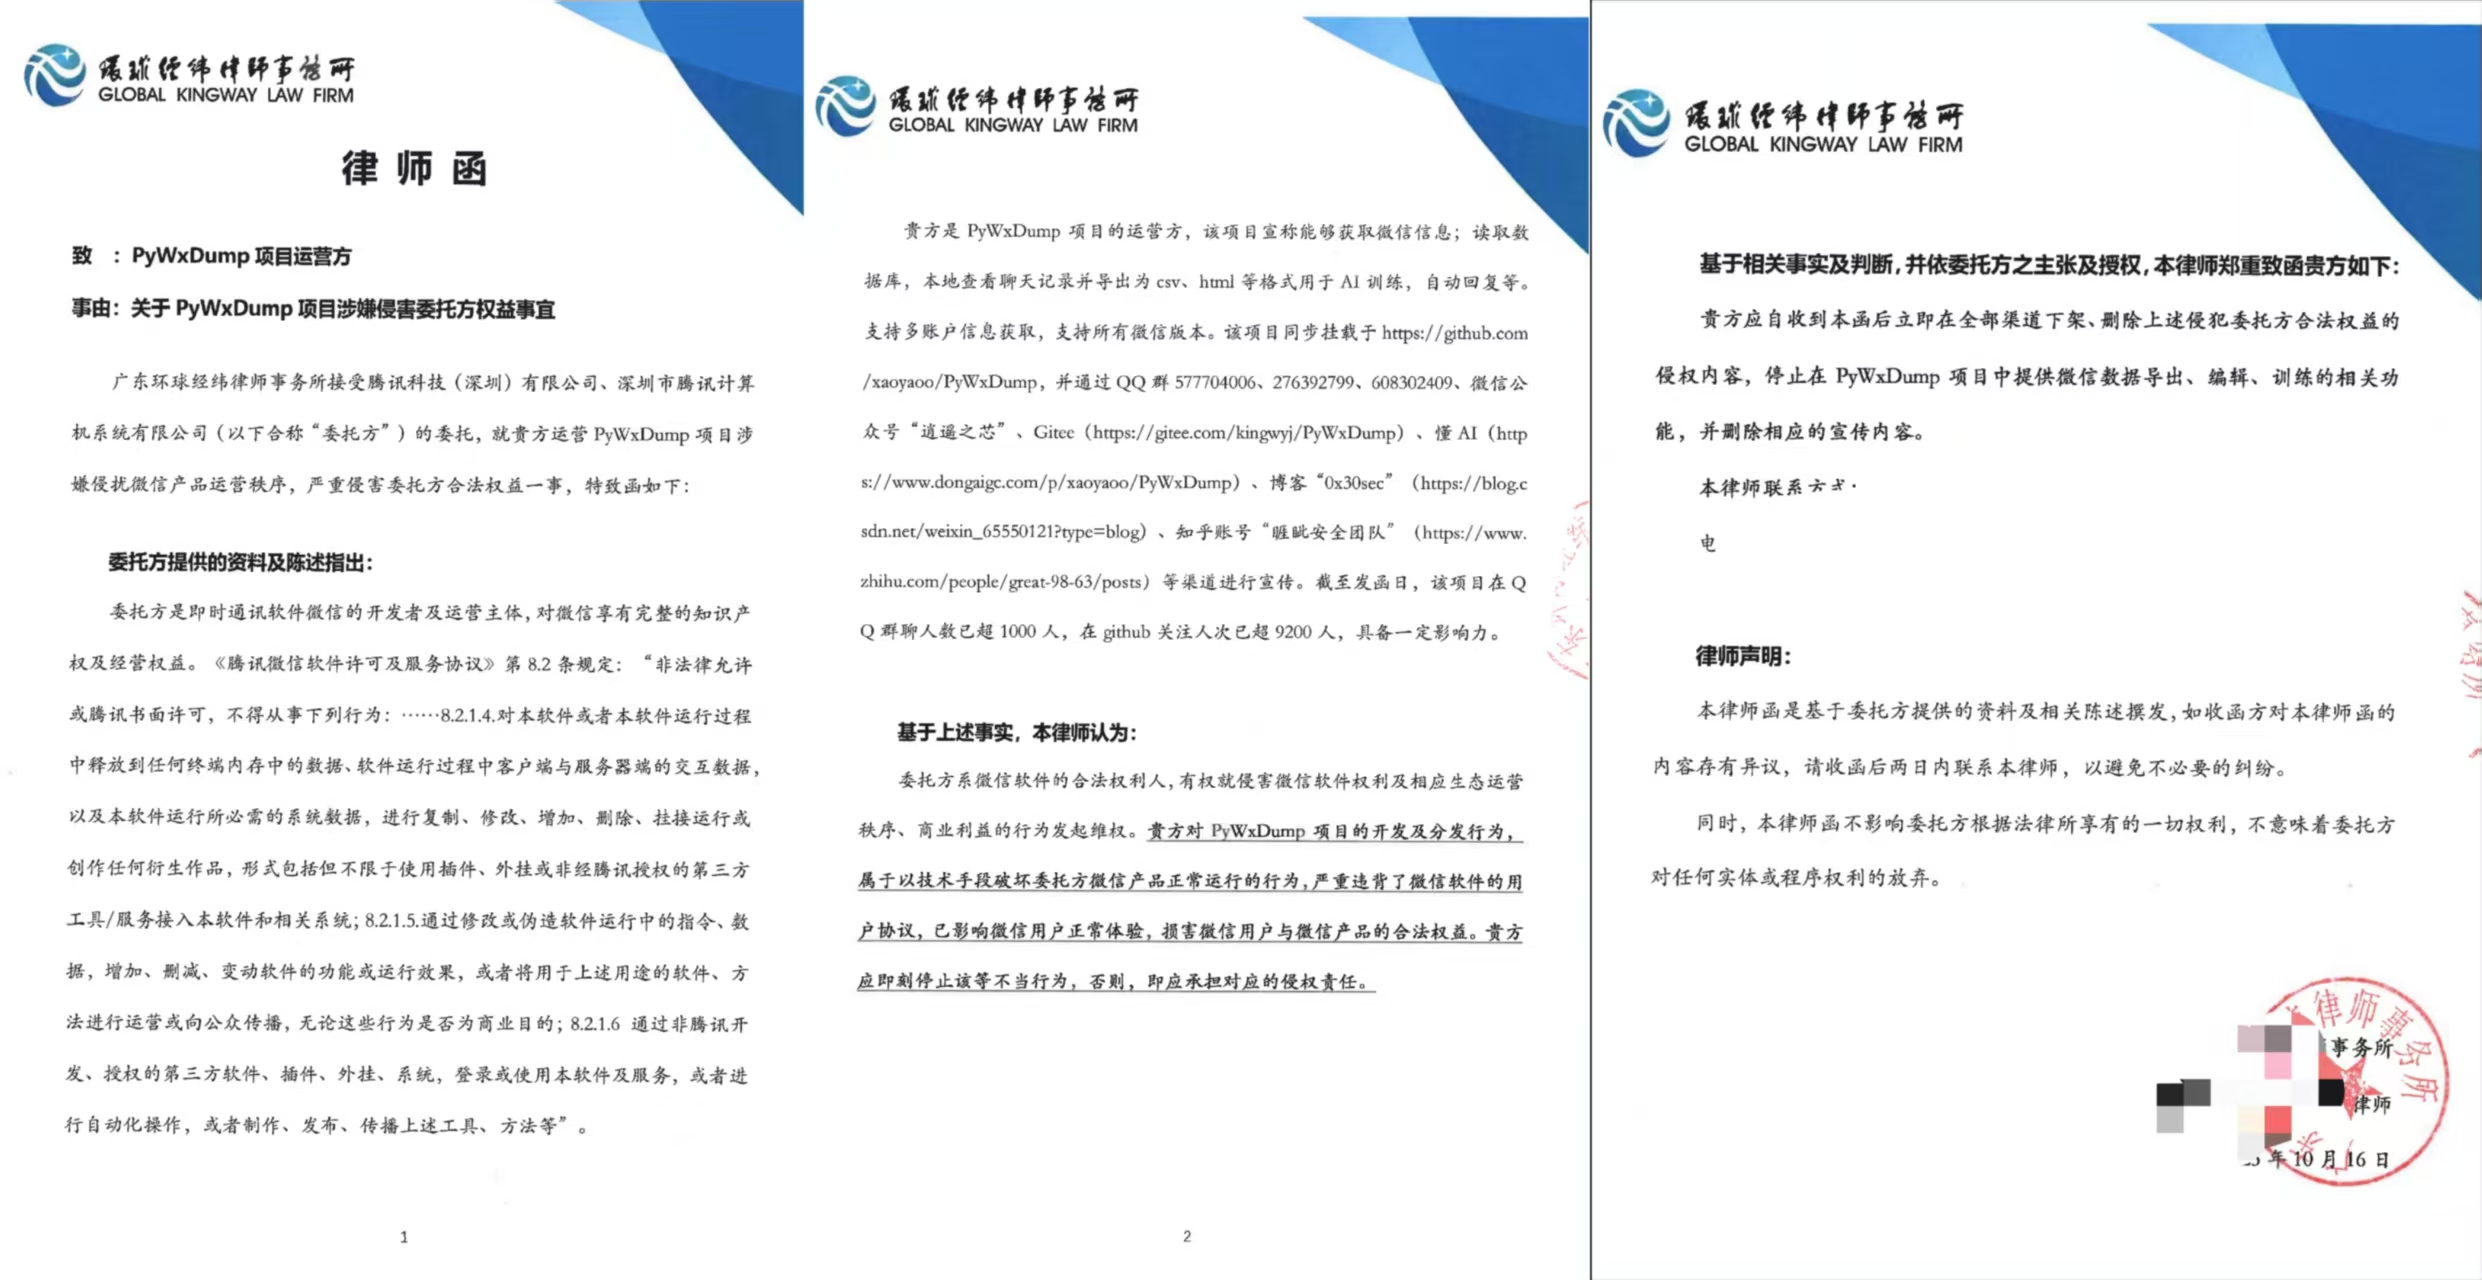 環球经纬律师事務所
GLOBAL KINGWAY LAW FIRM
律 师 函
致 ：PyWxDump 项目运营方
事由：关于 PyWxDump 项目涉嫌侵害委托方权益事宜
广东环球经纬律师事务所接受腾讯科技（深圳）有限公司、深圳市腾讯计算
机系统有限公司（以下合称“委托方”）的委托，就贵方运营 PyWxDump 项目涉
嫌侵扰微信产品运营秩序，严重侵害委托方合法权益一事，特致函如下：
委托方提供的资料及陈述指出：
委托方是即时通讯软件微信的开发者及运营主体，对微信享有完整的知识产
权及经营权益。《腾讯微信软件许可及服务协议》第 8.2 条规定：“非法律允许
或腾讯书面许可，不得从事下列行为：……8.2.1.4.对本软件或者本软件运行过程
中释放到任何终端内存中的数据、软件运行过程中客户端与服务器端的交互数据，
以及本软件运行所必需的系统数据，进行复制、修改、增加、删除、挂接运行或
创作任何衍生作品，形式包括但不限于使用插件、外挂或非经腾讯授权的第三方
工具/服务接入本软件和相关系统；8.2.1.5.通过修改或伪造软件运行中的指令、数
据，增加、删减、变动软件的功能或运行效果，或者将用于上述用途的软件、方
法进行运营或向公众传播，无论这些行为是否为商业目的；8.2.1.6 通过非腾讯开
发、授权的第三方软件、插件、外挂、系统，登录或使用本软件及服务，或者进
行自动化操作，或者制作、发布、传播上述工具、方法等”。
1
環球经纬律师事務所
GLOBAL KINGWAY LAW FIRM
贵方是 PyWxDump 项目的运营方，该项目宣称能够获取微信信息；读取数
据库，本地查看聊天记录并导出为 csv、html 等格式用于 AI 训练，自动回复等。
支持多账户信息获取，支持所有微信版本。该项目同步挂载于 https://github.com
/xaoyaoo/PyWxDump，并通过 QQ 群 577704006、276392799、608302409、微信公
众号“逍遥之芯”、Gitee（https://gitee.com/kingwyj/PyWxDump）、懂 AI（http
s://www.dongaigc.com/p/xaoyaoo/PyWxDump）、博客“0x30sec”（https://blog.c
sdn.net/weixin_65550121?type=blog）、知乎账号“睚眦安全团队”（https://www.
zhihu.com/people/great-98-63/posts）等渠道进行宣传。截至发函日，该项目在 Q
Q 群聊人数已超 1000 人，在 github 关注人次已超 9200 人，具备一定影响力。
基于上述事实，本律师认为：
委托方系微信软件的合法权利人，有权就侵害微信软件权利及相应生态运营
秩序、商业利益的行为发起维权。贵方对 PyWxDump 项目的开发及分发行为，
属于以技术手段破坏委托方微信产品正常运行的行为，严重违背了微信软件的用
户协议，已影响微信用户正常体验，损害微信用户与微信产品的合法权益。贵方
应即刻停止该等不当行为，否则，即应承担对应的侵权责任。
2
環球经纬律师事務所
GLOBAL KINGWAY LAW FIRM
基于相关事实及判断，并依委托方之主张及授权，本律师郑重致函贵方如下：
贵方应自收到本函后立即在全部渠道下架、删除上述侵犯委托方合法权益的
侵权内容，停止在 PyWxDump 项目中提供微信数据导出、编辑、训练的相关功
能，并删除相应的宣传内容。
本律师联系方式
电
律师声明：
本律师函是基于委托方提供的资料及相关陈述撰发，如收函方对本律师函的
内容存有异议，请收函后两日内联系本律师，以避免不必要的纠纷。
同时，本律师函不影响委托方根据法律所享有的一切权利，不意味着委托方
对任何实体或程序权利的放弃。
律师事务所
事务所
律师
年 10 月 16 日